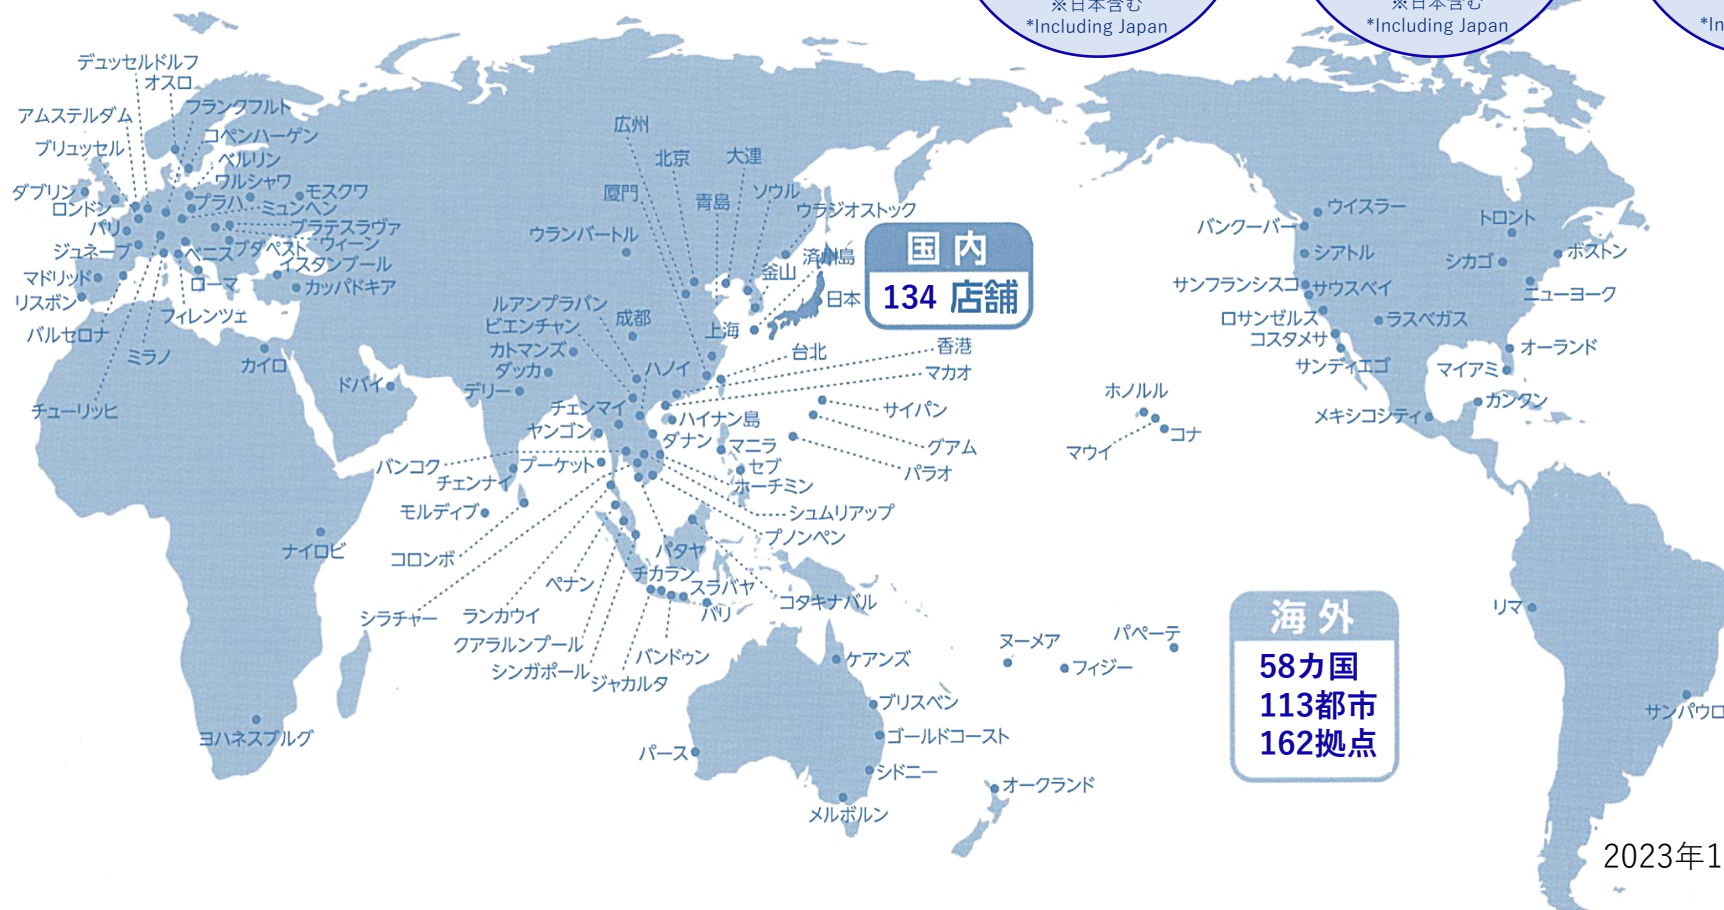 ※日本含む
*Including Japan
※日本含む
*Including Japan
*In
デュッセルドルフ
オスロ
フランクフルト
アムステルダム
コペンハーゲン
ブリュッセル
ベルリン
ワルシャワ
ダブリン
モスクワ
ロンドン
プラハ
ミュンヘン
パリ
ブラテスラヴァ
ウィーン
ジュネーブ
ベニス
ブダペスト
イスタンブール
マドリッド
ローマ
カッパドキア
リスボン
フィレンツェ
バルセロナ
ミラノ
カイロ
チューリッヒ
ドバイ
ナイロビ
ヨハネスブルグ
広州
北京
大連
厦門
青島
ソウル
ウラジオストック
ウランバートル
済州島
釜山
日本
国内
134 店舗
ルアンプラバン
ビエンチャン
成都
上海
カトマンズ
ダッカ
ハノイ
台北
香港
デリー
マカオ
チェンマイ
サイパン
ヤンゴン
ハイナン島
ダナン
マニラ
グアム
バンコク
プーケット
セブ
パラオ
チェンナイ
ホーチミン
モルディブ
シュムリアップ
プノンペン
コロンボ
パタヤ
ペナン
チカラン
スラバヤ
コタキナバル
シラチャー
ランカウイ
バリ
クアラルンプール
バンドゥン
シンガポール
ジャカルタ
ケアンズ
ブリスベン
ゴールドコースト
パース
シドニー
メルボルン
オークランド
ヌーメア
フィジー
パペーテ
ホノルル
マウイ
コナ
ウィスラー
バンクーバー
トロント
シアトル
シカゴ
ボストン
サンフランシスコ
サウスベイ
ニューヨーク
ロサンゼルス
ラスベガス
コスタメサ
オーランド
サンディエゴ
マイアミ
メキシコシティ
カンクン
リマ
サンパウロ
海外
58カ国
113都市
162拠点
2023年1